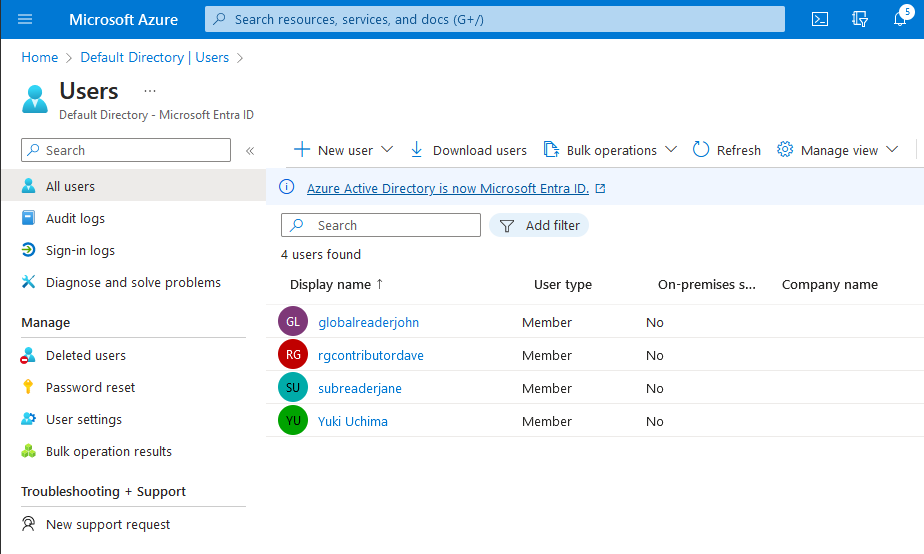 Microsoft Azure
Search resources, services, and docs (G+/)
5
Home > Default Directory | Users >
Users ...
Default Directory - Microsoft Entra ID
Search «
All users
Audit logs
Sign-in logs
Diagnose and solve problems
Manage
Deleted users
Password reset
User settings
Bulk operation results
Troubleshooting + Support
New support request
New user Download users Bulk operations Refresh Manage view
Azure Active Directory is now Microsoft Entra ID.
Search Add filter
4 users found
Display name ↑ User type On-premises s... Company name
GL globalreaderjohn Member No
RG rgcontributordave Member No
SU subreaderjane Member No
YU Yuki Uchima Member No